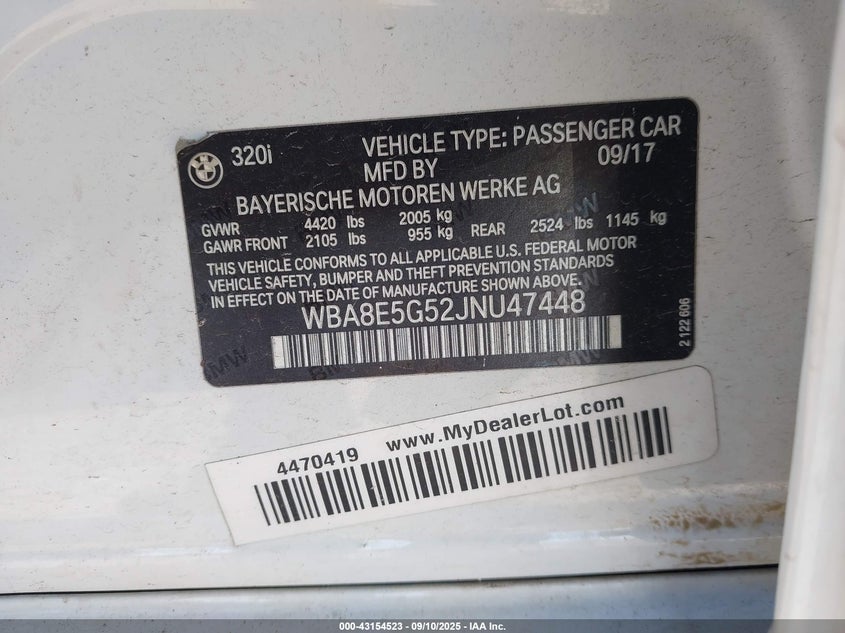 320i
VEHICLE TYPE: PASSENGER CAR
MFD BY
09/17
BAYERISCHE MOTOREN WERKE AG
GVWR 4420 lbs 2005 kg
GAWR FRONT 2105 lbs 955 kg REAR 2524 lbs 1145 kg
THIS VEHICLE CONFORMS TO ALL APPLICABLE U.S. FEDERAL MOTOR
VEHICLE SAFETY, BUMPER AND THEFT PREVENTION STANDARDS
IN EFFECT ON THE DATE OF MANUFACTURE SHOWN ABOVE.
WBA8E5G52JNU47448
2 122 606
4470419 www.MyDealerLot.com
000-43154523 - 09/10/2025 - IAA Inc.